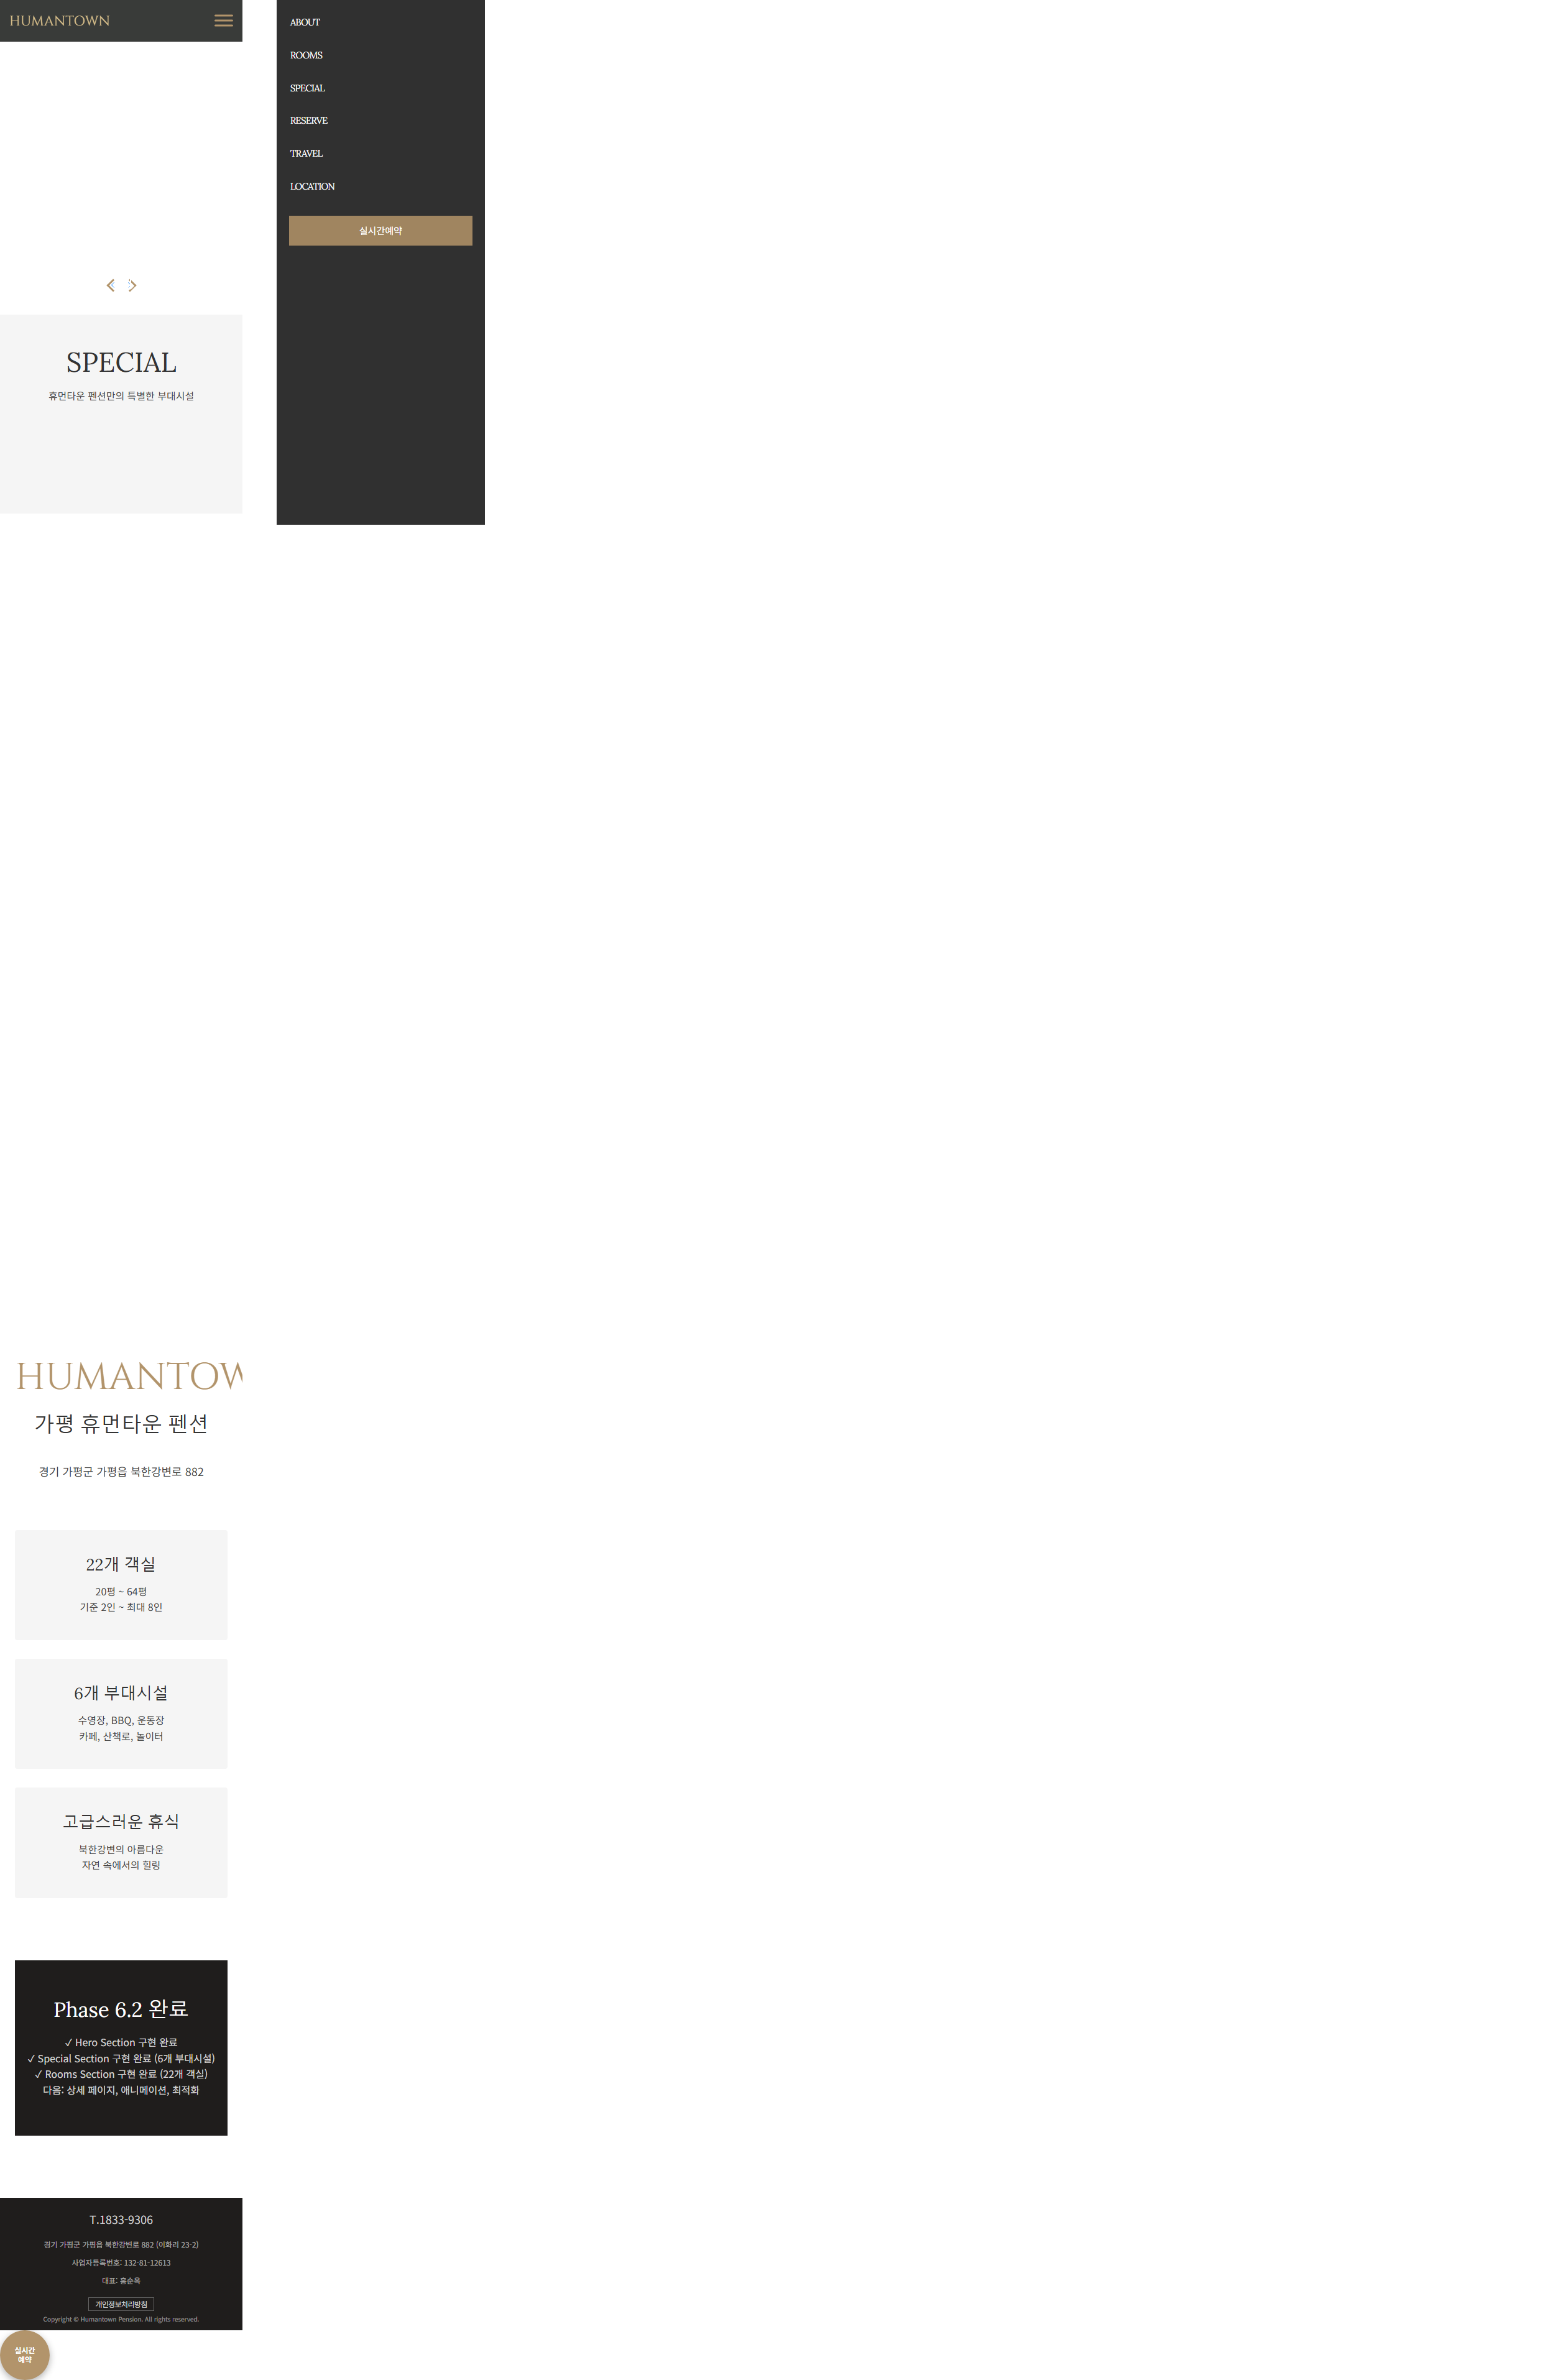 HUMANTOWN
ABOUT
ROOMS
SPECIAL
RESERVE
TRAVEL
LOCATION
실시간예약
SPECIAL
휴먼타운 펜션만의 특별한 부대시설
HUMANTOW
가평 휴먼타운 펜션
경기 가평군 가평읍 북한강변로 882
22개 객실
20평 ~ 64평
기준 2인 ~ 최대 8인
6개 부대시설
수영장, BBQ, 운동장
카페, 산책로, 놀이터
고급스러운 휴식
북한강변의 아름다운
자연 속에서의 힐링
Phase 6.2 완료
✓ Hero Section 구현 완료
✓ Special Section 구현 완료 (6개 부대시설)
✓ Rooms Section 구현 완료 (22개 객실)
다음: 상세 페이지, 애니메이션, 최적화
T.1833-9306
경기 가평군 가평읍 북한강변로 882 (이화리 23-2)
사업자등록번호: 132-81-12613
대표: 홍순옥
개인정보처리방침
Copyright © Humantown Pension. All rights reserved.
실시간
예약